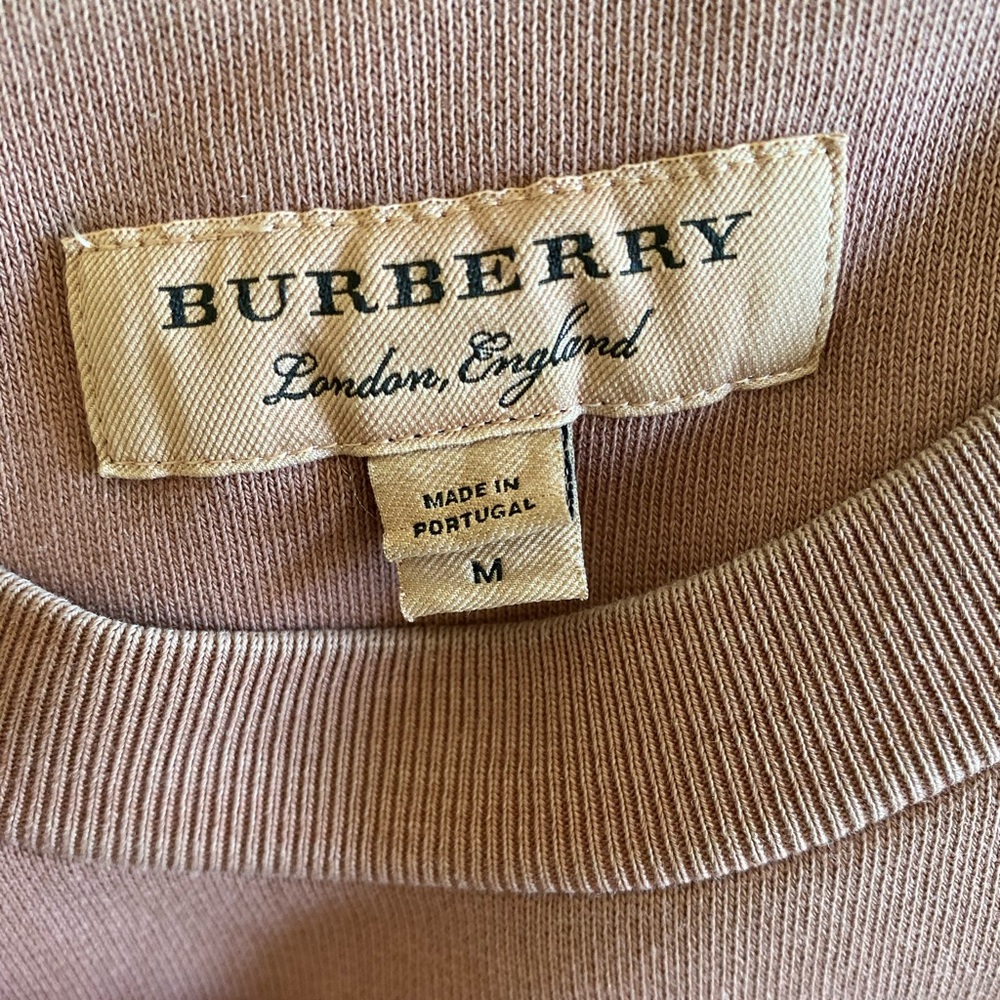 BURBERRY
London, England
MADE IN
PORTUGAL
M